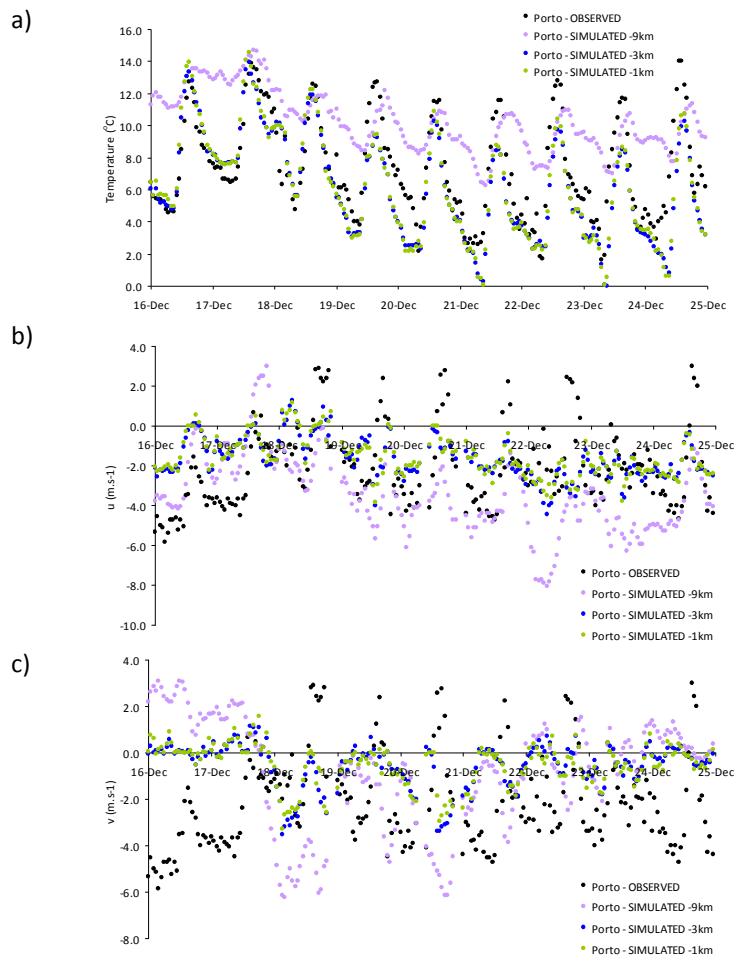 a)
Porto - OBSERVED
Porto - SIMULATED -9km
Porto - SIMULATED -3km
Porto - SIMULATED -1km
16.0
14.0
12.0
10.0
8.0
6.0
4.0
2.0
0.0
Temperature (ºC)
16-Dec 17-Dec 18-Dec 19-Dec 20-Dec 21-Dec 22-Dec 23-Dec 24-Dec 25-Dec
b)
4.0
2.0
0.0
-2.0
-4.0
-6.0
-8.0
-10.0
u (m.s-1)
16-Dec 17-Dec 18-Dec 19-Dec 20-Dec 21-Dec 22-Dec 23-Dec 24-Dec 25-Dec
Porto - OBSERVED
Porto - SIMULATED -9km
Porto - SIMULATED -3km
Porto - SIMULATED -1km
c)
4.0
2.0
0.0
-2.0
-4.0
-6.0
-8.0
v (m.s-1)
16-Dec 17-Dec 18-Dec 19-Dec 20-Dec 21-Dec 22-Dec 23-Dec 24-Dec 25-Dec
Porto - OBSERVED
Porto - SIMULATED -9km
Porto - SIMULATED -3km
Porto - SIMULATED -1km